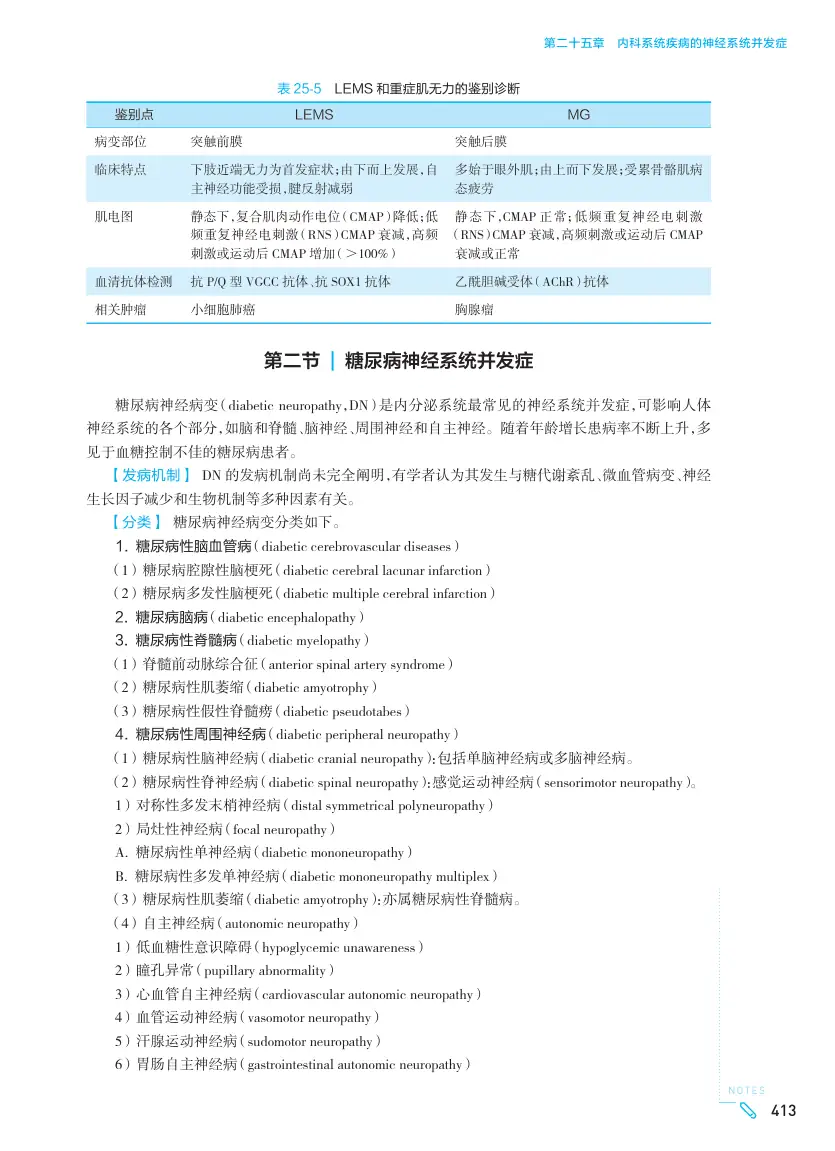 第二十五章 内科系统疾病的神经系统并发症
表 25-5 LEMS 和重症肌无力的鉴别诊断
鉴别点 LEMS MG
病变部位 突触前膜 突触后膜
临床特点 下肢近端无力为首发症状;由下而上发展,自 多始于眼外肌;由上而下发展;受累骨骼肌病
主神经功能受损,腱反射减弱 态疲劳
肌电图 静态下,复合肌肉动作电位(CMAP)降低;低 静态下,CMAP 正常;低频重复神经电刺激
频重复神经电刺激(RNS)CMAP 衰减,高频 (RNS)CMAP 衰减,高频刺激或运动后 CMAP
刺激或运动后 CMAP 增加(>100%) 衰减或正常
血清抗体检测 抗 P/Q 型 VGCC 抗体、抗 SOX1 抗体 乙酰胆碱受体(AChR)抗体
相关肿瘤 小细胞肺癌 胸腺瘤
第二节 | 糖尿病神经系统并发症
糖尿病神经病变(diabetic neuropathy,DN)是内分泌系统最常见的神经系统并发症,可影响人体
神经系统的各个部分,如脑和脊髓、脑神经、周围神经和自主神经。随着年龄增长患病率不断上升,多
见于血糖控制不佳的糖尿病患者。
【发病机制】 DN 的发病机制尚未完全阐明,有学者认为其发生与糖代谢紊乱、微血管病变、神经
生长因子减少和生物机制等多种因素有关。
【分类】 糖尿病神经病变分类如下。
1. 糖尿病性脑血管病(diabetic cerebrovascular diseases)
(1)糖尿病腔隙性脑梗死(diabetic cerebral lacunar infarction)
(2)糖尿病多发性脑梗死(diabetic multiple cerebral infarction)
2. 糖尿病脑病(diabetic encephalopathy)
3. 糖尿病性脊髓病(diabetic myelopathy)
(1)脊髓前动脉综合征(anterior spinal artery syndrome)
(2)糖尿病性肌萎缩(diabetic amyotrophy)
(3)糖尿病性假性脊髓痨(diabetic pseudotabes)
4. 糖尿病性周围神经病(diabetic peripheral neuropathy)
(1)糖尿病性脑神经病(diabetic cranial neuropathy):包括单脑神经病或多脑神经病。
(2)糖尿病性脊神经病(diabetic spinal neuropathy):感觉运动神经病(sensorimotor neuropathy)。
1)对称性多发末梢神经病(distal symmetrical polyneuropathy)
2)局灶性神经病(focal neuropathy)
A. 糖尿病性单神经病(diabetic mononeuropathy)
B. 糖尿病性多发单神经病(diabetic mononeuropathy multiplex)
(3)糖尿病性肌萎缩(diabetic amyotrophy):亦属糖尿病性脊髓病。
(4)自主神经病(autonomic neuropathy)
1)低血糖性意识障碍(hypoglycemic unawareness)
2)瞳孔异常(pupillary abnormality)
3)心血管自主神经病(cardiovascular autonomic neuropathy)
4)血管运动神经病(vasomotor neuropathy)
5)汗腺运动神经病(sudomotor neuropathy)
6)胃肠自主神经病(gastrointestinal autonomic neuropathy)
NOTES
413